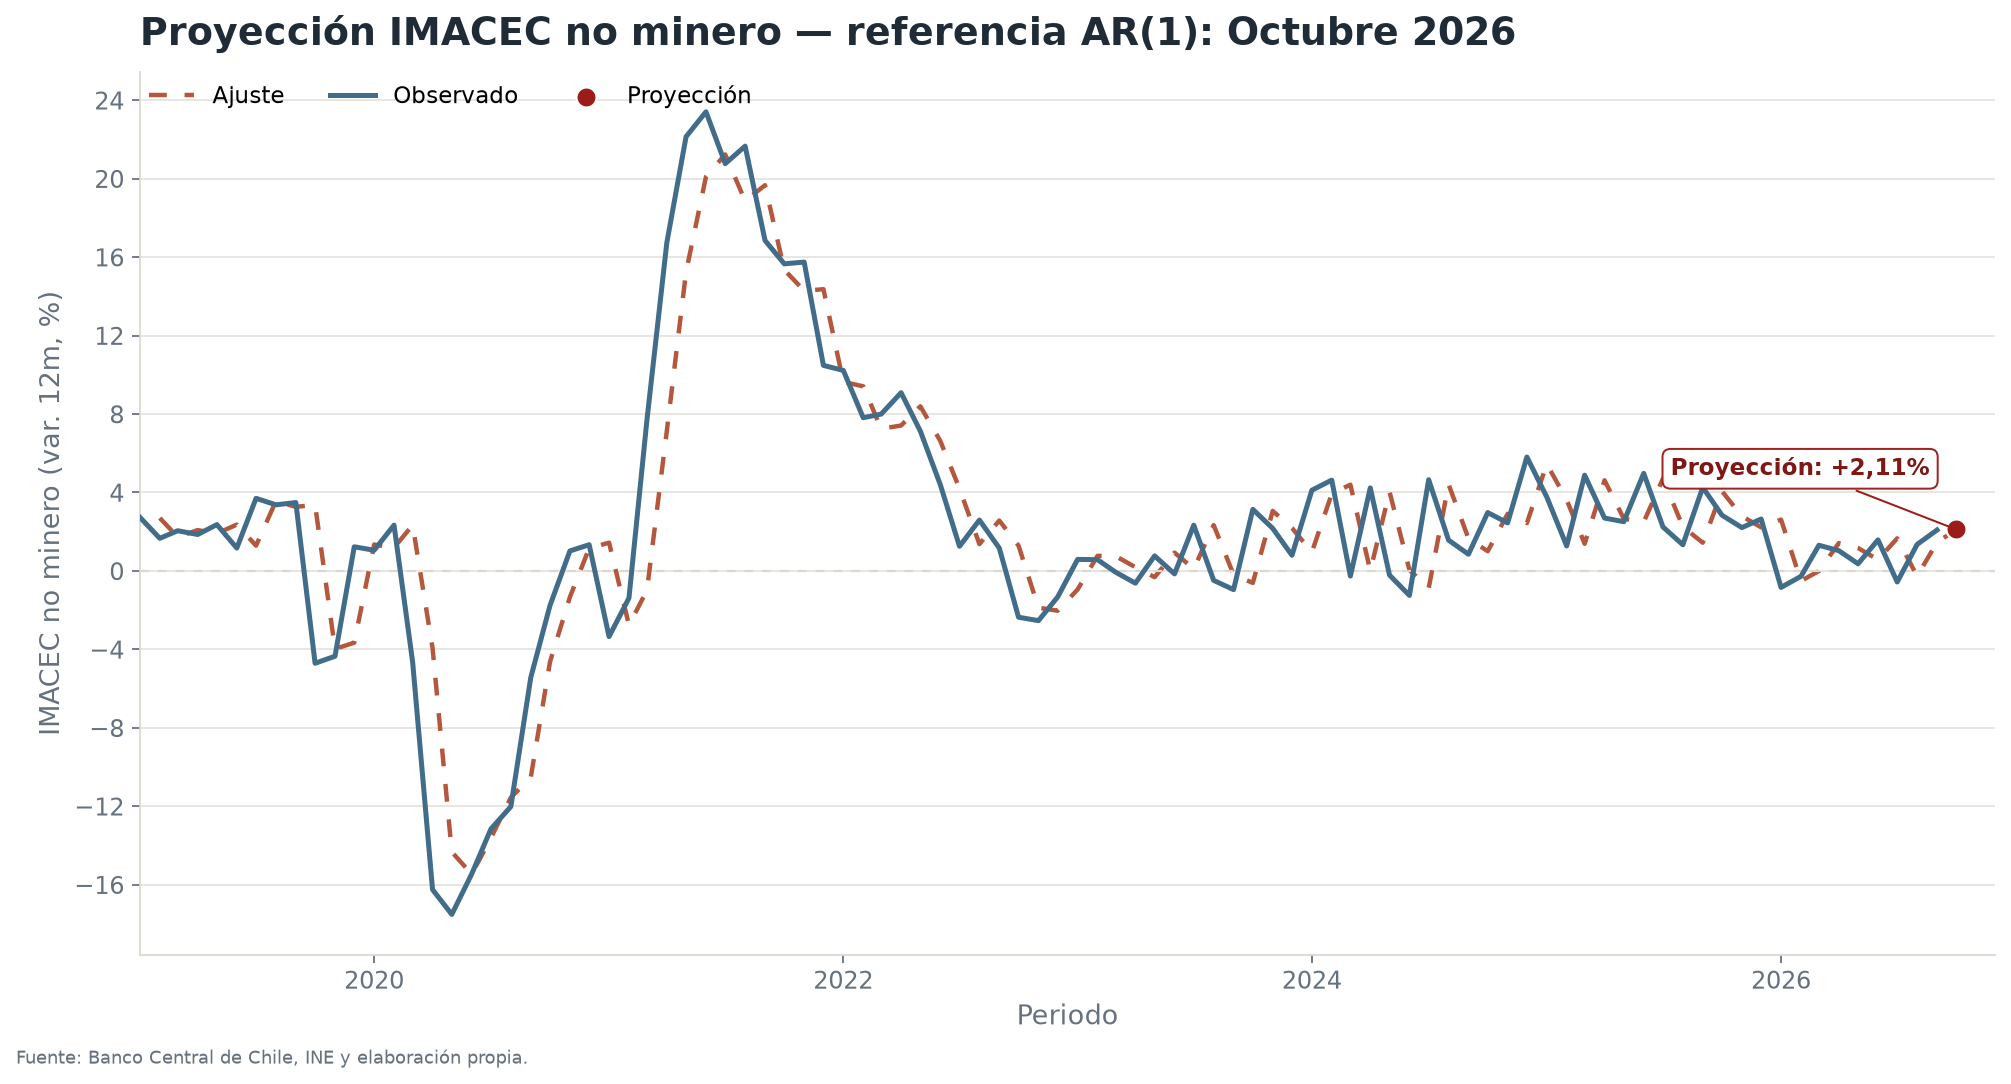 Proyección IMACEC no minero — referencia AR(1): Octubre 2026
Ajuste
Observado
Proyección
IMACEC no minero (var. 12m, %)
24
20
16
12
8
4
0
−4
−8
−12
−16
Proyección: +2,11%
2020
2022
2024
2026
Periodo
Fuente: Banco Central de Chile, INE y elaboración propia.